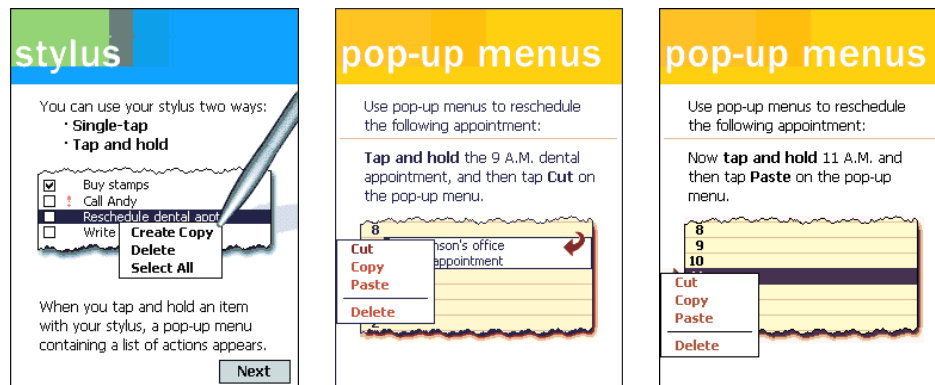 stylus
You can use your stylus two ways:
· Single-tap
· Tap and hold
Buy stamps
! Call Andy
Reschedule dental appt
Write
Create Copy
Delete
Select All
When you tap and hold an item
with your stylus, a pop-up menu
containing a list of actions appears.
Next
pop-up menus
Use pop-up menus to reschedule
the following appointment:
Tap and hold the 9 A.M. dental
appointment, and then tap Cut on
the pop-up menu.
8
office
appointment
Cut
Copy
Paste
Delete
2
pop-up menus
Use pop-up menus to reschedule
the following appointment:
Now tap and hold 11 A.M. and
then tap Paste on the pop-up
menu.
8
9
10
Cut
Copy
Paste
Delete